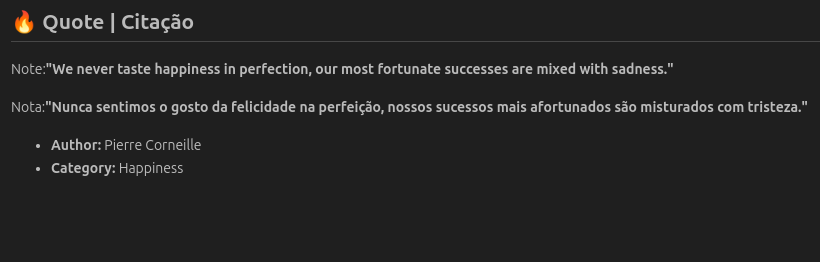 🔥 Quote | Citação
Note:"We never taste happiness in perfection, our most fortunate successes are mixed with sadness."
Nota:"Nunca sentimos o gosto da felicidade na perfeição, nossos sucessos mais afortunados são misturados com tristeza."
• Author: Pierre Corneille
• Category: Happiness